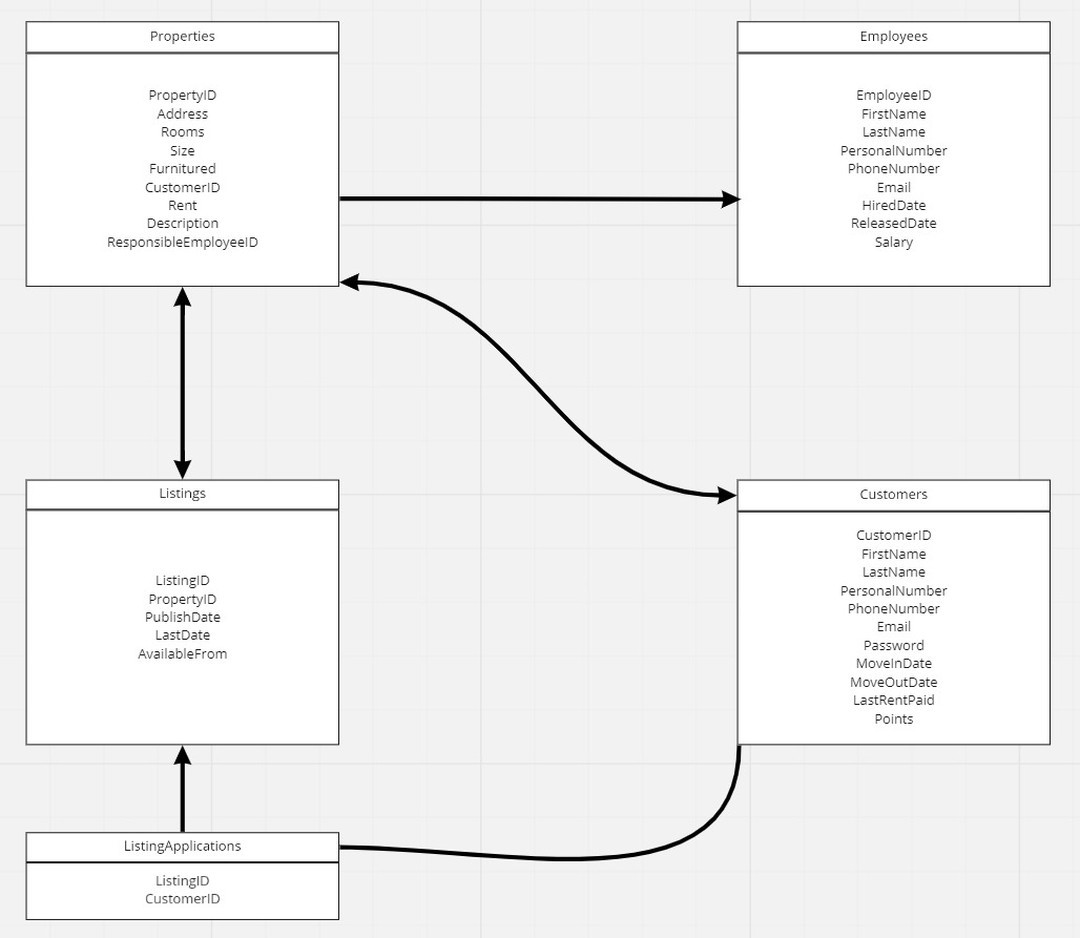 Properties
PropertyID
Address
Rooms
Size
Furnitured
CustomerID
Rent
Description
ResponsibleEmployeeID
Employees
EmployeeID
FirstName
LastName
PersonalNumber
PhoneNumber
Email
HiredDate
ReleasedDate
Salary
Listings
ListingID
PropertyID
PublishDate
LastDate
AvailableFrom
Customers
CustomerID
FirstName
LastName
PersonalNumber
PhoneNumber
Email
Password
MoveInDate
MoveOutDate
LastRentPaid
Points
ListingApplications
ListingID
CustomerID